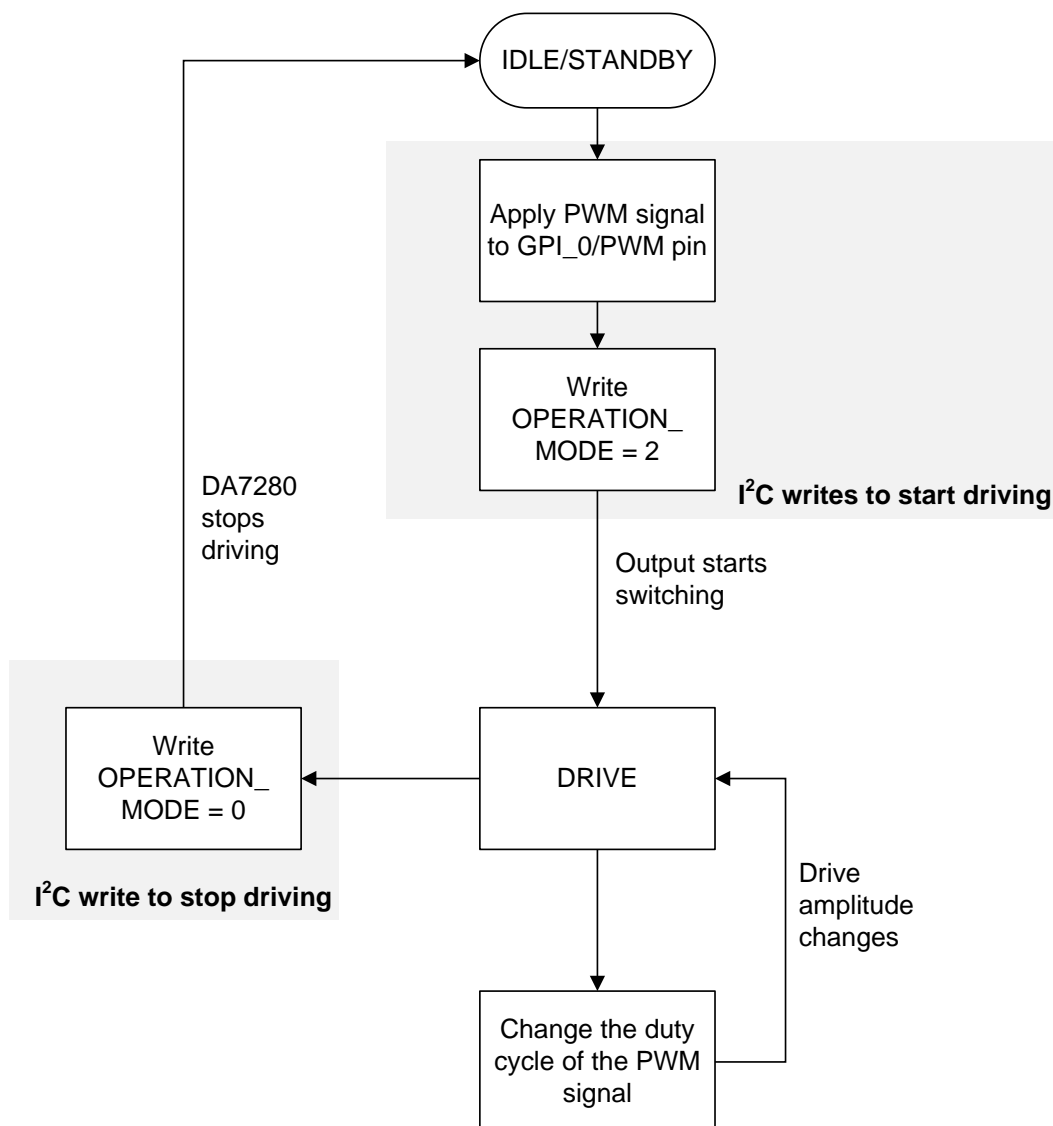 IDLE/STANDBY
Apply PWM signal
to GPI_0/PWM pin
Write
OPERATION_
MODE = 2
I²C writes to start driving
DA7280
stops
driving
Output starts
switching
Write
OPERATION_
MODE = 0
I²C write to stop driving
DRIVE
Drive
amplitude
changes
Change the duty
cycle of the PWM
signal